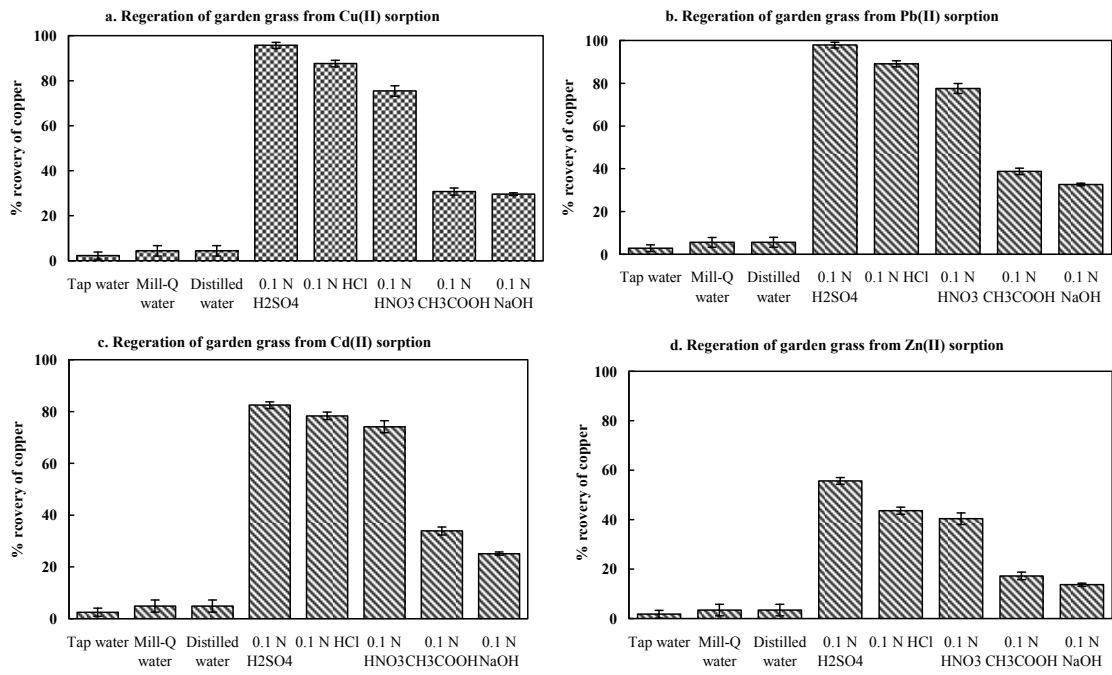 a. Regeration of garden grass from Cu(II) sorption
% rcovery of copper
100
80
60
40
20
0
Tap water Mill-Q water Distilled water 0.1 N H2SO4 0.1 N HCl 0.1 N HNO3 0.1 N CH3COOH 0.1 N NaOH
b. Regeration of garden grass from Pb(II) sorption
% rcovery of copper
100
80
60
40
20
0
Tap water Mill-Q water Distilled water 0.1 N H2SO4 0.1 N HCl 0.1 N HNO3 0.1 N CH3COOH 0.1 N NaOH
c. Regeration of garden grass from Cd(II) sorption
% rcovery of copper
100
80
60
40
20
0
Tap water Mill-Q water Distilled water 0.1 N H2SO4 0.1 N HCl 0.1 N HNO3 0.1 N CH3COOH 0.1 N NaOH
d. Regeration of garden grass from Zn(II) sorption
% rcovery of copper
100
80
60
40
20
0
Tap water Mill-Q water Distilled water 0.1 N H2SO4 0.1 N HCl 0.1 N HNO3 0.1 N CH3COOH 0.1 N NaOH